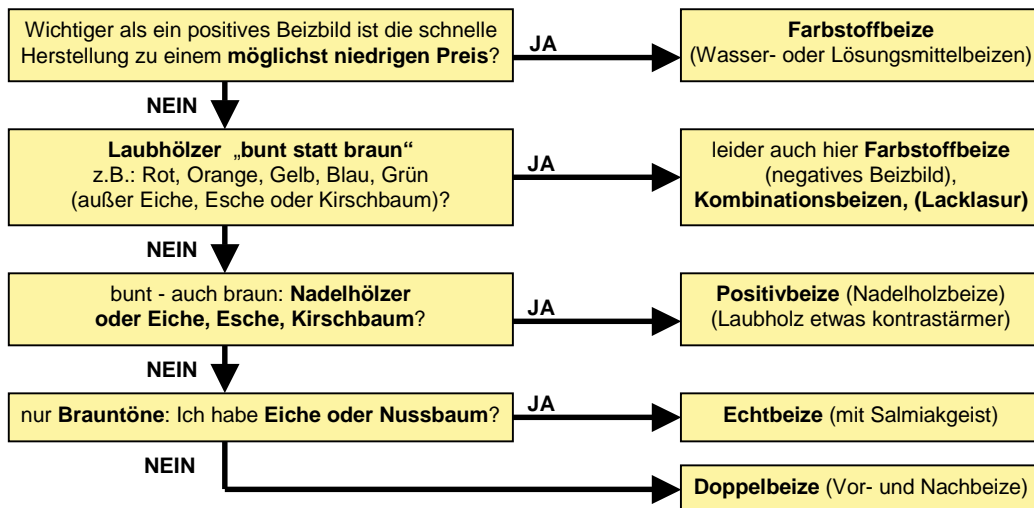 Wichtiger als ein positives Beizbild ist die schnelle
Herstellung zu einem möglichst niedrigen Preis?
JA
Farbstoffbeize
(Wasser- oder Lösungsmittelbeizen)
NEIN
Laubhölzer „bunt statt braun“
z.B.: Rot, Orange, Gelb, Blau, Grün
(außer Eiche, Esche oder Kirschbaum)?
JA
leider auch hier Farbstoffbeize
(negatives Beizbild),
Kombinationsbeizen, (Lacklasur)
NEIN
bunt - auch braun: Nadelhölzer
oder Eiche, Esche, Kirschbaum?
JA
Positivbeize (Nadelholzbeize)
(Laubholz etwas kontrastärmer)
NEIN
nur Brauntöne: Ich habe Eiche oder Nussbaum?
JA
Echtbeize (mit Salmiakgeist)
NEIN
Doppelbeize (Vor- und Nachbeize)